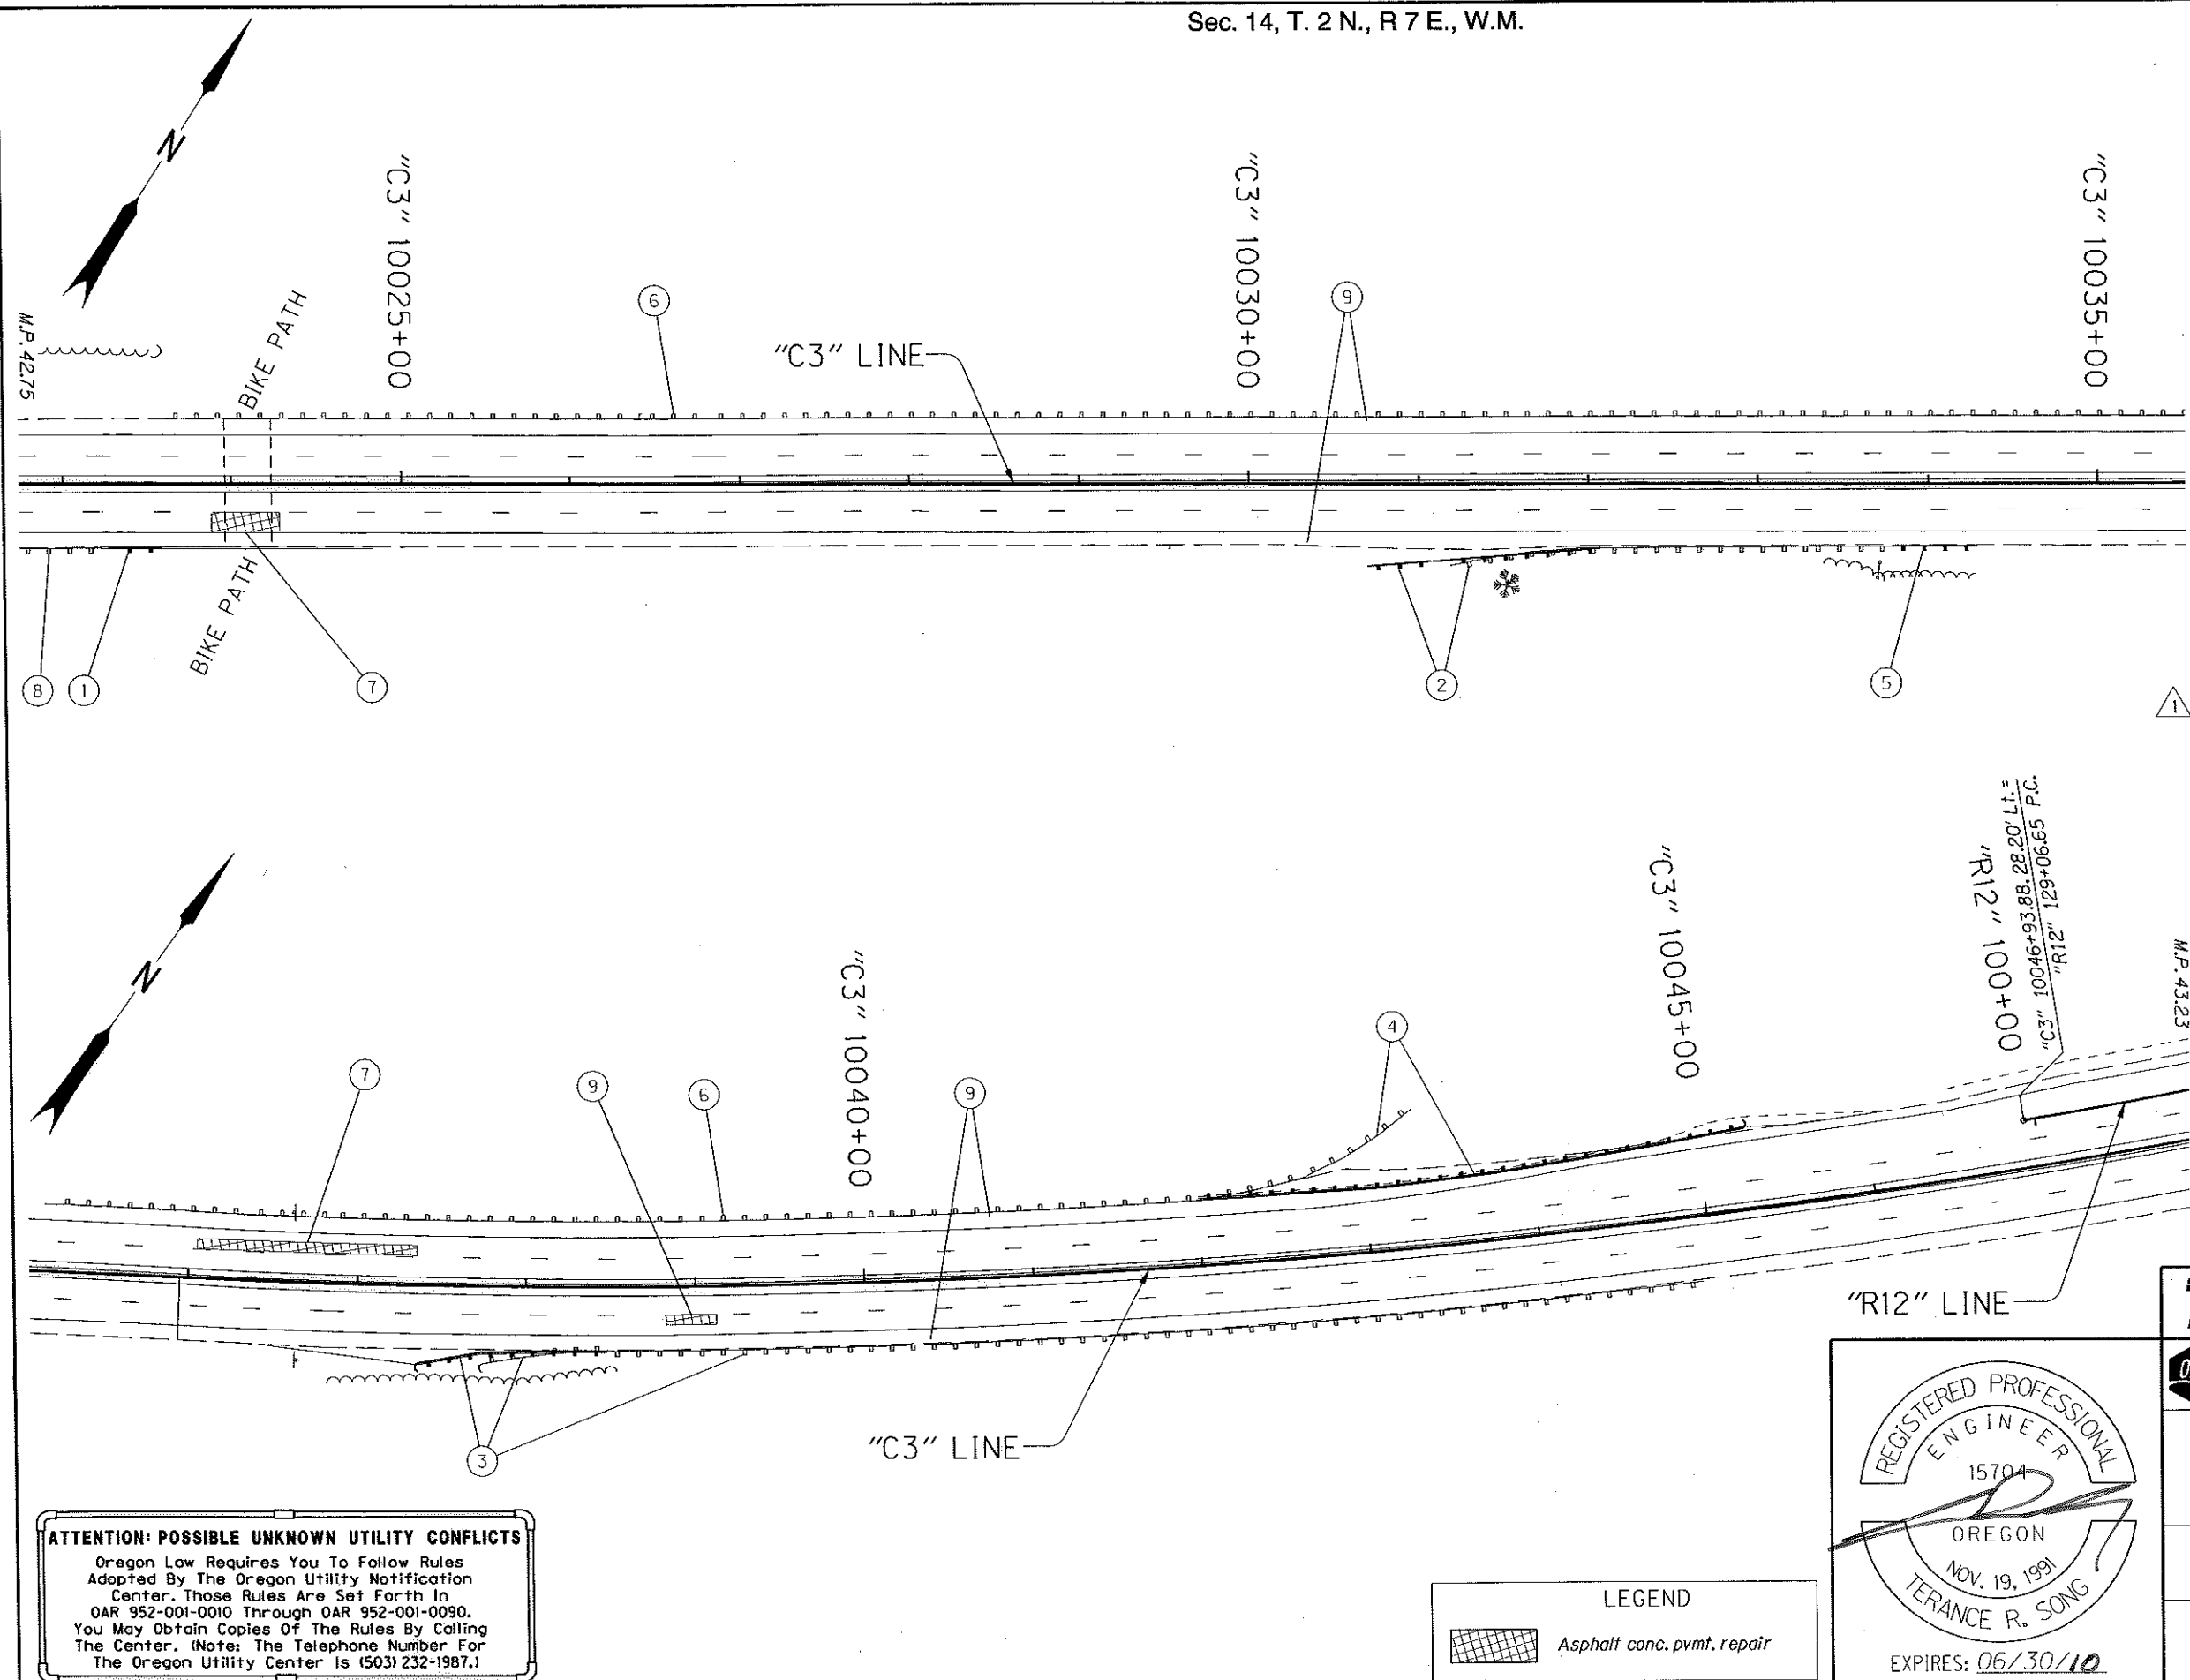 Sec. 14, T. 2 N., R 7 E., W.M.
N
M.P. 42.75
BIKE PATH
"C3" 10025+00
6
"C3" LINE
"C3" 10030+00
9
"C3" 10035+00
BIKE PATH
8
1
7
2
5
1
N
7
9
6
"C3" 10040+00
9
4
"C3" 10045+00
"R12" 100+00
"C3" 10046+93.88, 28.20' Lt.=
"R12" 129+06.65 P.C.
M.P. 43.23
"R12" LINE
3
"C3" LINE
ATTENTION: POSSIBLE UNKNOWN UTILITY CONFLICTS
Oregon Law Requires You To Follow Rules
Adopted By The Oregon Utility Notification
Center. Those Rules Are Set Forth In
OAR 952-001-0010 Through OAR 952-001-0090.
You May Obtain Copies Of The Rules By Calling
The Center. (Note: The Telephone Number For
The Oregon Utility Center Is (503) 232-1987.)
LEGEND
Asphalt conc. pvmt. repair
REGISTERED PROFESSIONAL
ENGINEER
15704
OREGON
NOV. 19, 1991
TERANCE R. SONG
EXPIRES: 06/30/10